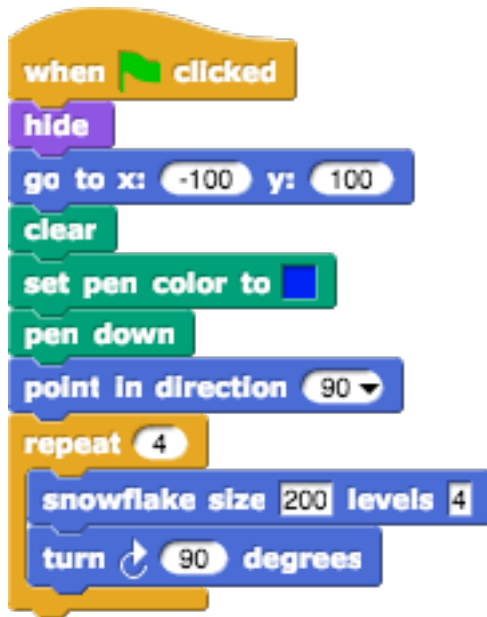 when clicked
hide
go to x: -100 y: 100
clear
set pen color to
pen down
point in direction 90
repeat 4
snowflake size 200 levels 4
turn 90 degrees